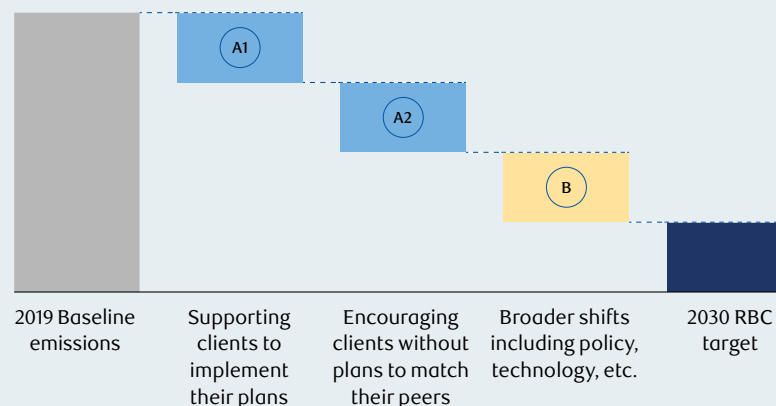 A1
A2
B
2019 Baseline
emissions
Supporting
clients to
implement
their plans
Encouraging
clients without
plans to match
their peers
Broader shifts
including policy,
technology, etc.
2030 RBC
target